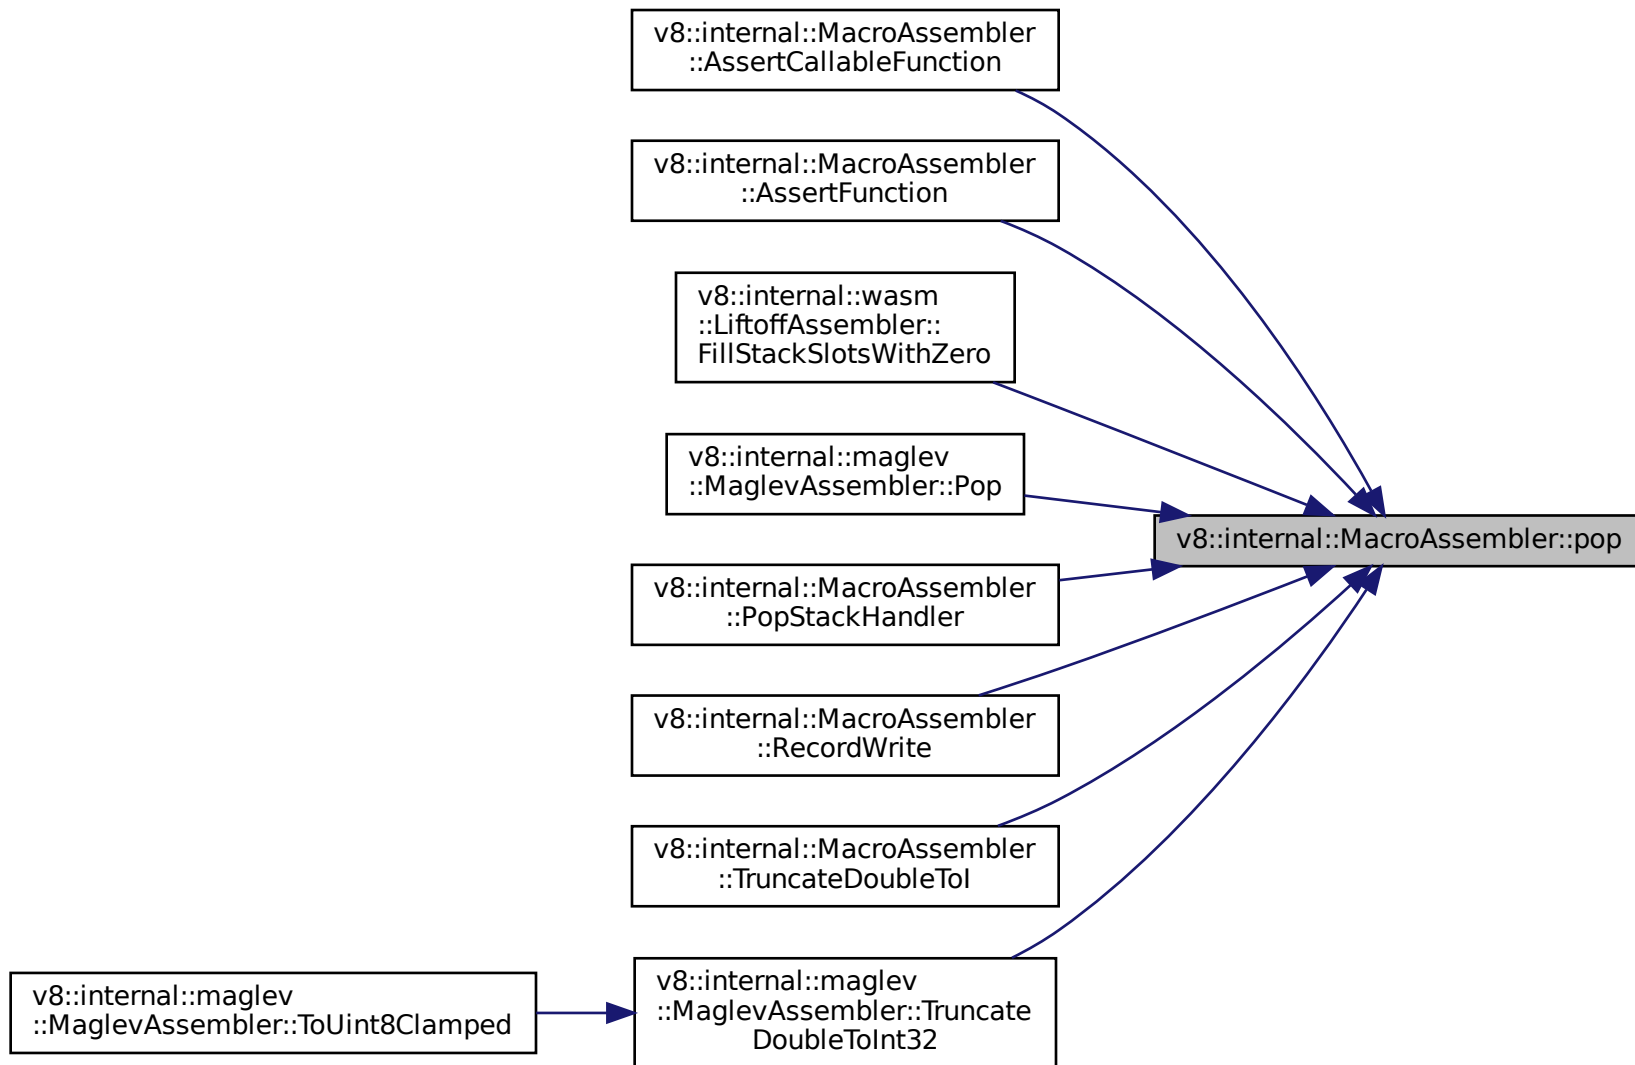 v8::internal::MacroAssembler
::AssertCallableFunction
v8::internal::MacroAssembler
::AssertFunction
v8::internal::wasm
::LiftoffAssembler::
FillStackSlotsWithZero
v8::internal::maglev
::MaglevAssembler::Pop
v8::internal::MacroAssembler::pop
v8::internal::MacroAssembler
::PopStackHandler
v8::internal::MacroAssembler
::RecordWrite
v8::internal::MacroAssembler
::TruncateDoubleToI
v8::internal::maglev
::MaglevAssembler::Truncate
DoubleToInt32
v8::internal::maglev
::MaglevAssembler::ToUint8Clamped